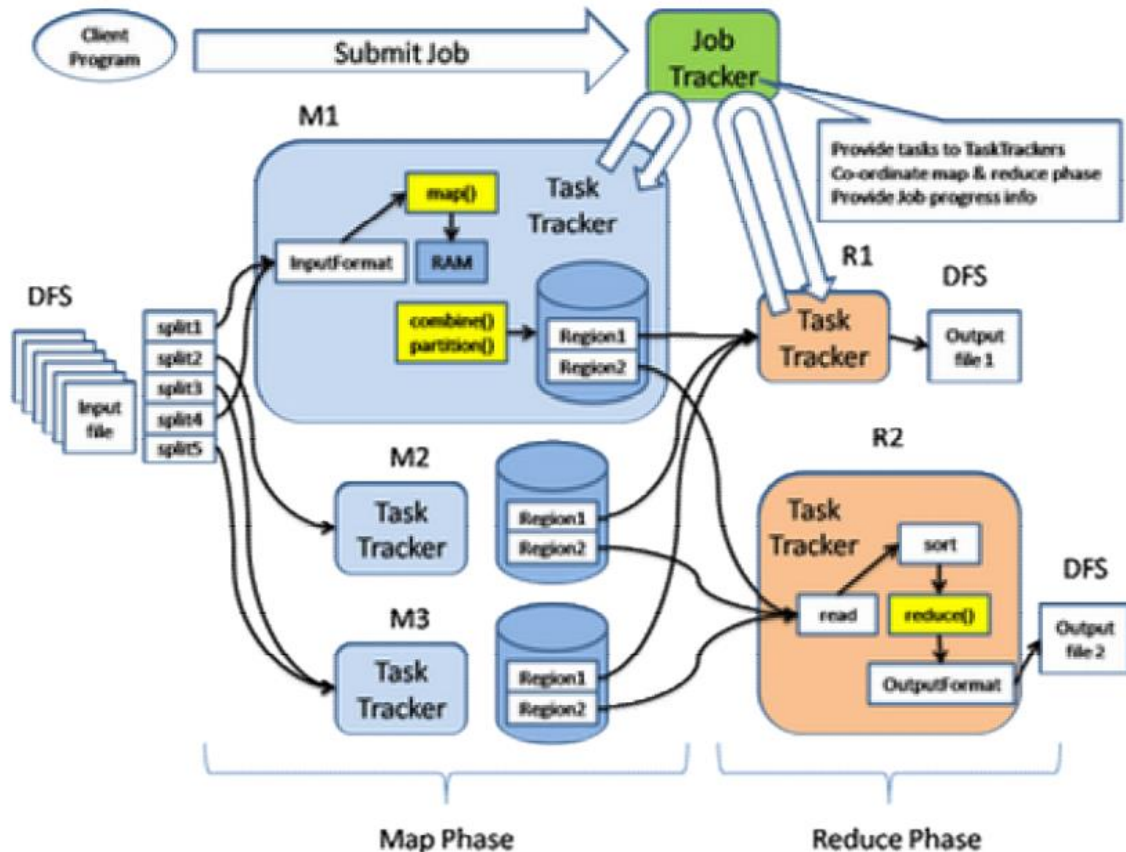 Client
Program
Submit Job
Job
Tracker
Provide tasks to TaskTrackers
Co-ordinate map & reduce phase
Provide Job progress info
M1
Task
Tracker
map()
InputFormat
RAM
combine()
partition()
Region1
Region2
DFS
Input
file
split1
split2
split3
split4
split5
M2
Task
Tracker
Region1
Region2
M3
Task
Tracker
Region1
Region2
R1
Task
Tracker
DFS
Output
file 1
R2
Task
Tracker
sort
read
reduce()
OutputFormat
DFS
Output
file 2
Map Phase
Reduce Phase